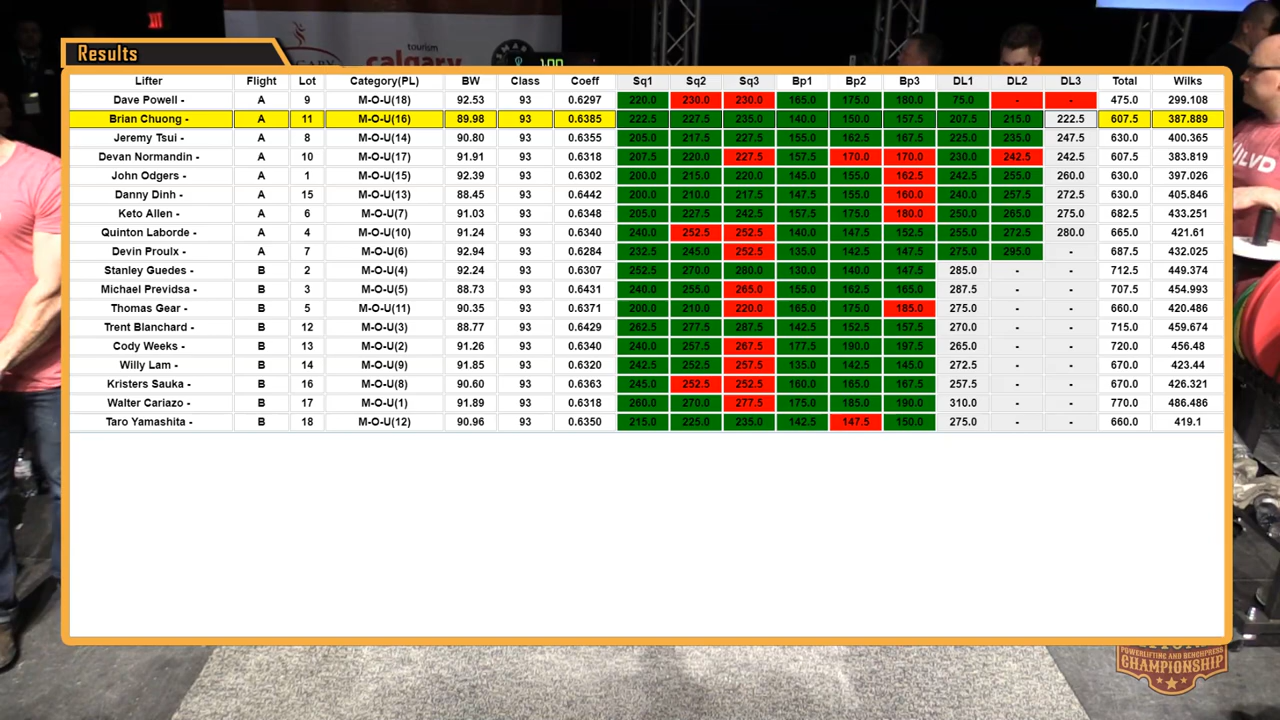 tourism
calgary
Results
Lifter Flight Lot Category(PL) BW Class Coeff Sq1 Sq2 Sq3 Bp1 Bp2 Bp3 DL1 DL2 DL3 Total Wilks
Dave Powell - A 9 M-O-U(18) 92.53 93 0.6297 220.0 230.0 230.0 165.0 175.0 180.0 75.0 - - 475.0 299.108
Brian Chuong - A 11 M-O-U(16) 89.98 93 0.6385 222.5 227.5 235.0 140.0 150.0 157.5 207.5 215.0 222.5 607.5 387.889
Jeremy Tsui - A 8 M-O-U(14) 90.80 93 0.6355 205.0 217.5 227.5 155.0 162.5 167.5 225.0 235.0 247.5 630.0 400.365
Devan Normandin - A 10 M-O-U(17) 91.91 93 0.6318 207.5 220.0 227.5 157.5 170.0 170.0 230.0 242.5 242.5 607.5 383.819
John Odgers - A 1 M-O-U(15) 92.39 93 0.6302 200.0 215.0 220.0 145.0 155.0 162.5 242.5 255.0 260.0 630.0 397.026
Danny Dinh - A 15 M-O-U(13) 88.45 93 0.6442 200.0 210.0 217.5 147.5 155.0 160.0 240.0 257.5 272.5 630.0 405.846
Keto Allen - A 6 M-O-U(7) 91.03 93 0.6348 205.0 227.5 242.5 157.5 175.0 180.0 250.0 265.0 275.0 682.5 433.251
Quinton Laborde - A 4 M-O-U(10) 91.24 93 0.6340 240.0 252.5 252.5 140.0 147.5 152.5 255.0 272.5 280.0 665.0 421.61
Devin Proulx - A 7 M-O-U(6) 92.94 93 0.6284 232.5 245.0 252.5 135.0 142.5 147.5 275.0 295.0 - 687.5 432.025
Stanley Guedes - B 2 M-O-U(4) 92.24 93 0.6307 252.5 270.0 280.0 130.0 140.0 147.5 285.0 - - 712.5 449.374
Michael Previdsa - B 3 M-O-U(5) 88.73 93 0.6431 240.0 255.0 265.0 155.0 162.5 165.0 287.5 - - 707.5 454.993
Thomas Gear - B 5 M-O-U(11) 90.35 93 0.6371 200.0 210.0 220.0 165.0 175.0 185.0 275.0 - - 660.0 420.486
Trent Blanchard - B 12 M-O-U(3) 88.77 93 0.6429 262.5 277.5 287.5 142.5 152.5 157.5 270.0 - - 715.0 459.674
Cody Weeks - B 13 M-O-U(2) 91.26 93 0.6340 240.0 257.5 267.5 177.5 190.0 197.5 265.0 - - 720.0 456.48
Willy Lam - B 14 M-O-U(9) 91.85 93 0.6320 242.5 252.5 257.5 135.0 142.5 145.0 272.5 - - 670.0 423.44
Kristers Sauka - B 16 M-O-U(8) 90.60 93 0.6363 245.0 252.5 252.5 160.0 165.0 167.5 257.5 - - 670.0 426.321
Walter Cariazo - B 17 M-O-U(1) 91.89 93 0.6318 260.0 270.0 277.5 175.0 185.0 190.0 310.0 - - 770.0 486.486
Taro Yamashita - B 18 M-O-U(12) 90.96 93 0.6350 215.0 225.0 235.0 142.5 147.5 150.0 275.0 - - 660.0 419.1
POWERLIFTING AND BENCHPRESS
CHAMPIONSHIP